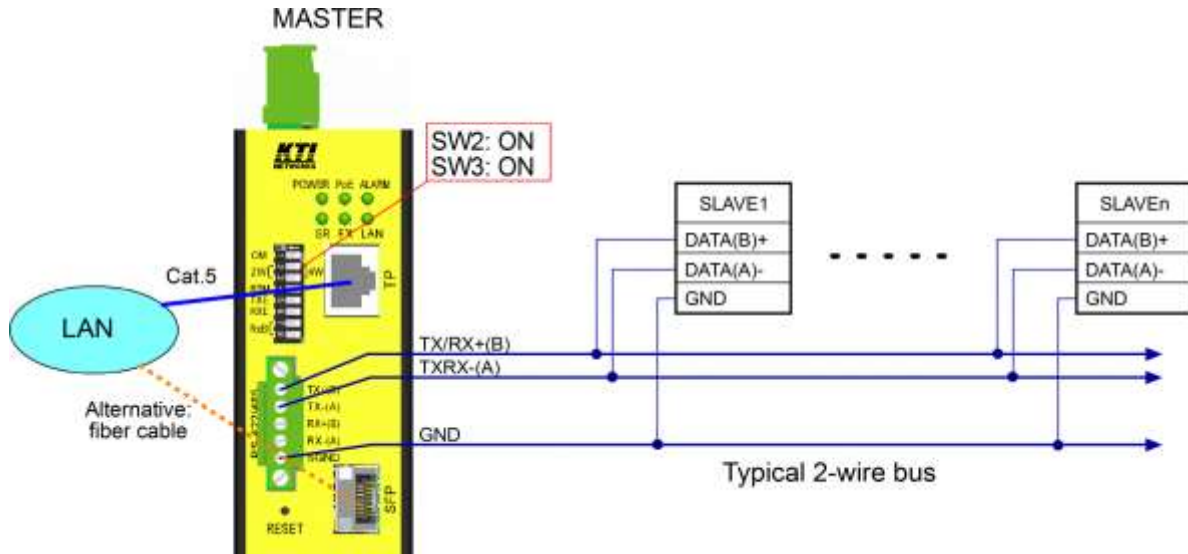 MASTER
SW2: ON
SW3: ON
KTI
NETWORKS
POWER PoE ALARM
SR FX LAN
TP
Cat.5
LAN
Alternative:
fiber cable
TX-(A)
RX+(B)
RX-(A)
SGND
RESET
SFP
TX/RX+(B)
TXRX-(A)
GND
SLAVE1
DATA(B)+
DATA(A)-
GND
SLAVEn
DATA(B)+
DATA(A)-
GND
Typical 2-wire bus